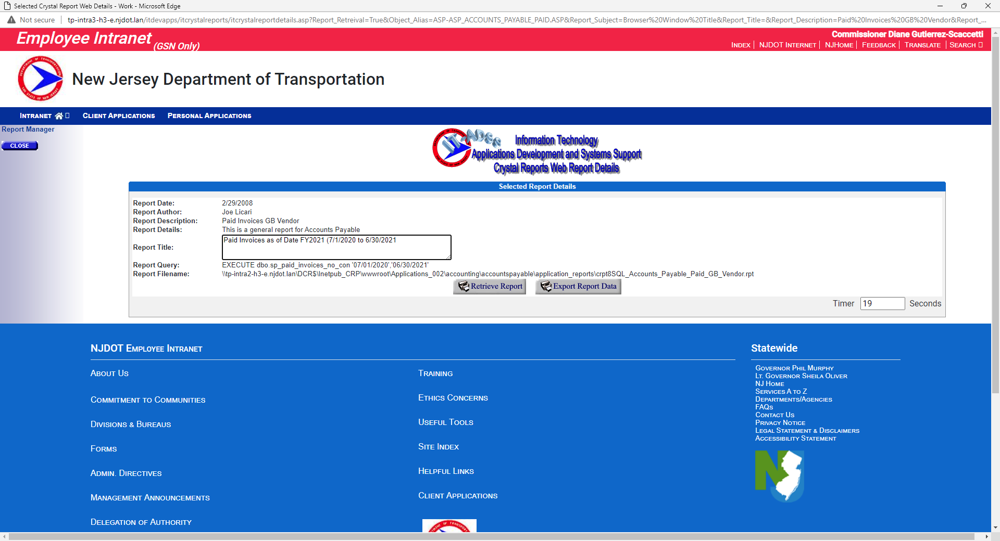 Selected Crystal Report Web Details - Work - Microsoft Edge
Not secure
tp-intra3-h3-e.njdot.lan/itdevapps/itcrystalreports/itcrystalreportdetails.asp?Report_Retreival=True&Object_Alias=ASP-ASP_ACCOUNTS_PAYABLE_PAID.ASP&Report_Subject=Browser%20Window%20Title&Report_Title=&Report_Description=Paid%20Invoices%20GB%20Vendor&Report_...
Employee Intranet (GSN Only)
Commissioner Diane Gutierrez-Scaccetti
Index | NJDOT Internet | NJHome | Feedback | Translate | Search
New Jersey Department of Transportation
Intranet
Client Applications
Personal Applications
Report Manager
CLOSE
IT-ADSS
Information Technology
Applications Development and Systems Support
Crystal Reports Web Report Details
Selected Report Details
Report Date: 2/29/2008
Report Author: Joe Licari
Report Description: Paid Invoices GB Vendor
Report Details: This is a general report for Accounts Payable
Report Title: Paid Invoices as of Date FY2021 (7/1/2020 to 6/30/2021
Report Query: EXECUTE dbo.sp_paid_invoices_no_con '07/01/2020','06/30/2021'
Report Filename: \\tp-intra2-h3-e.njdot.lan\DCR$\Inetpub_CRP\wwwroot\Applications_002\accounting\accountspayable\application_reports\crpt8SQL_Accounts_Payable_Paid_GB_Vendor.rpt
Retrieve Report
Export Report Data
Timer 19 Seconds
NJDOT Employee Intranet
About Us
Commitment to Communities
Divisions & Bureaus
Forms
Admin. Directives
Management Announcements
Delegation of Authority
Training
Ethics Concerns
Useful Tools
Site Index
Helpful Links
Client Applications
Statewide
Governor Phil Murphy
Lt. Governor Sheila Oliver
NJ Home
Services A to Z
Departments/Agencies
FAQs
Contact Us
Privacy Notice
Legal Statement & Disclaimers
Accessibility Statement